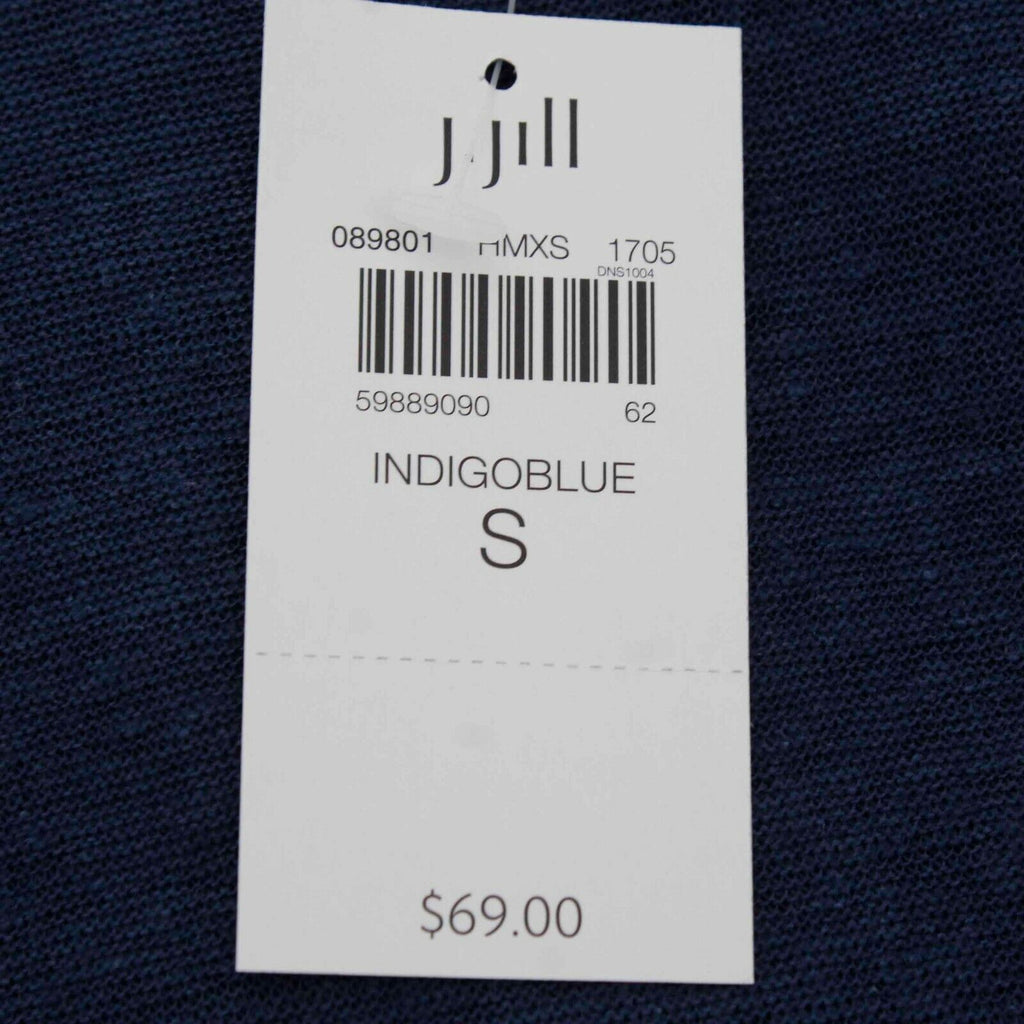 J.Jill
089801 HMXS 1705
DNS1004
59889090 62
INDIGOBLUE
S
$69.00